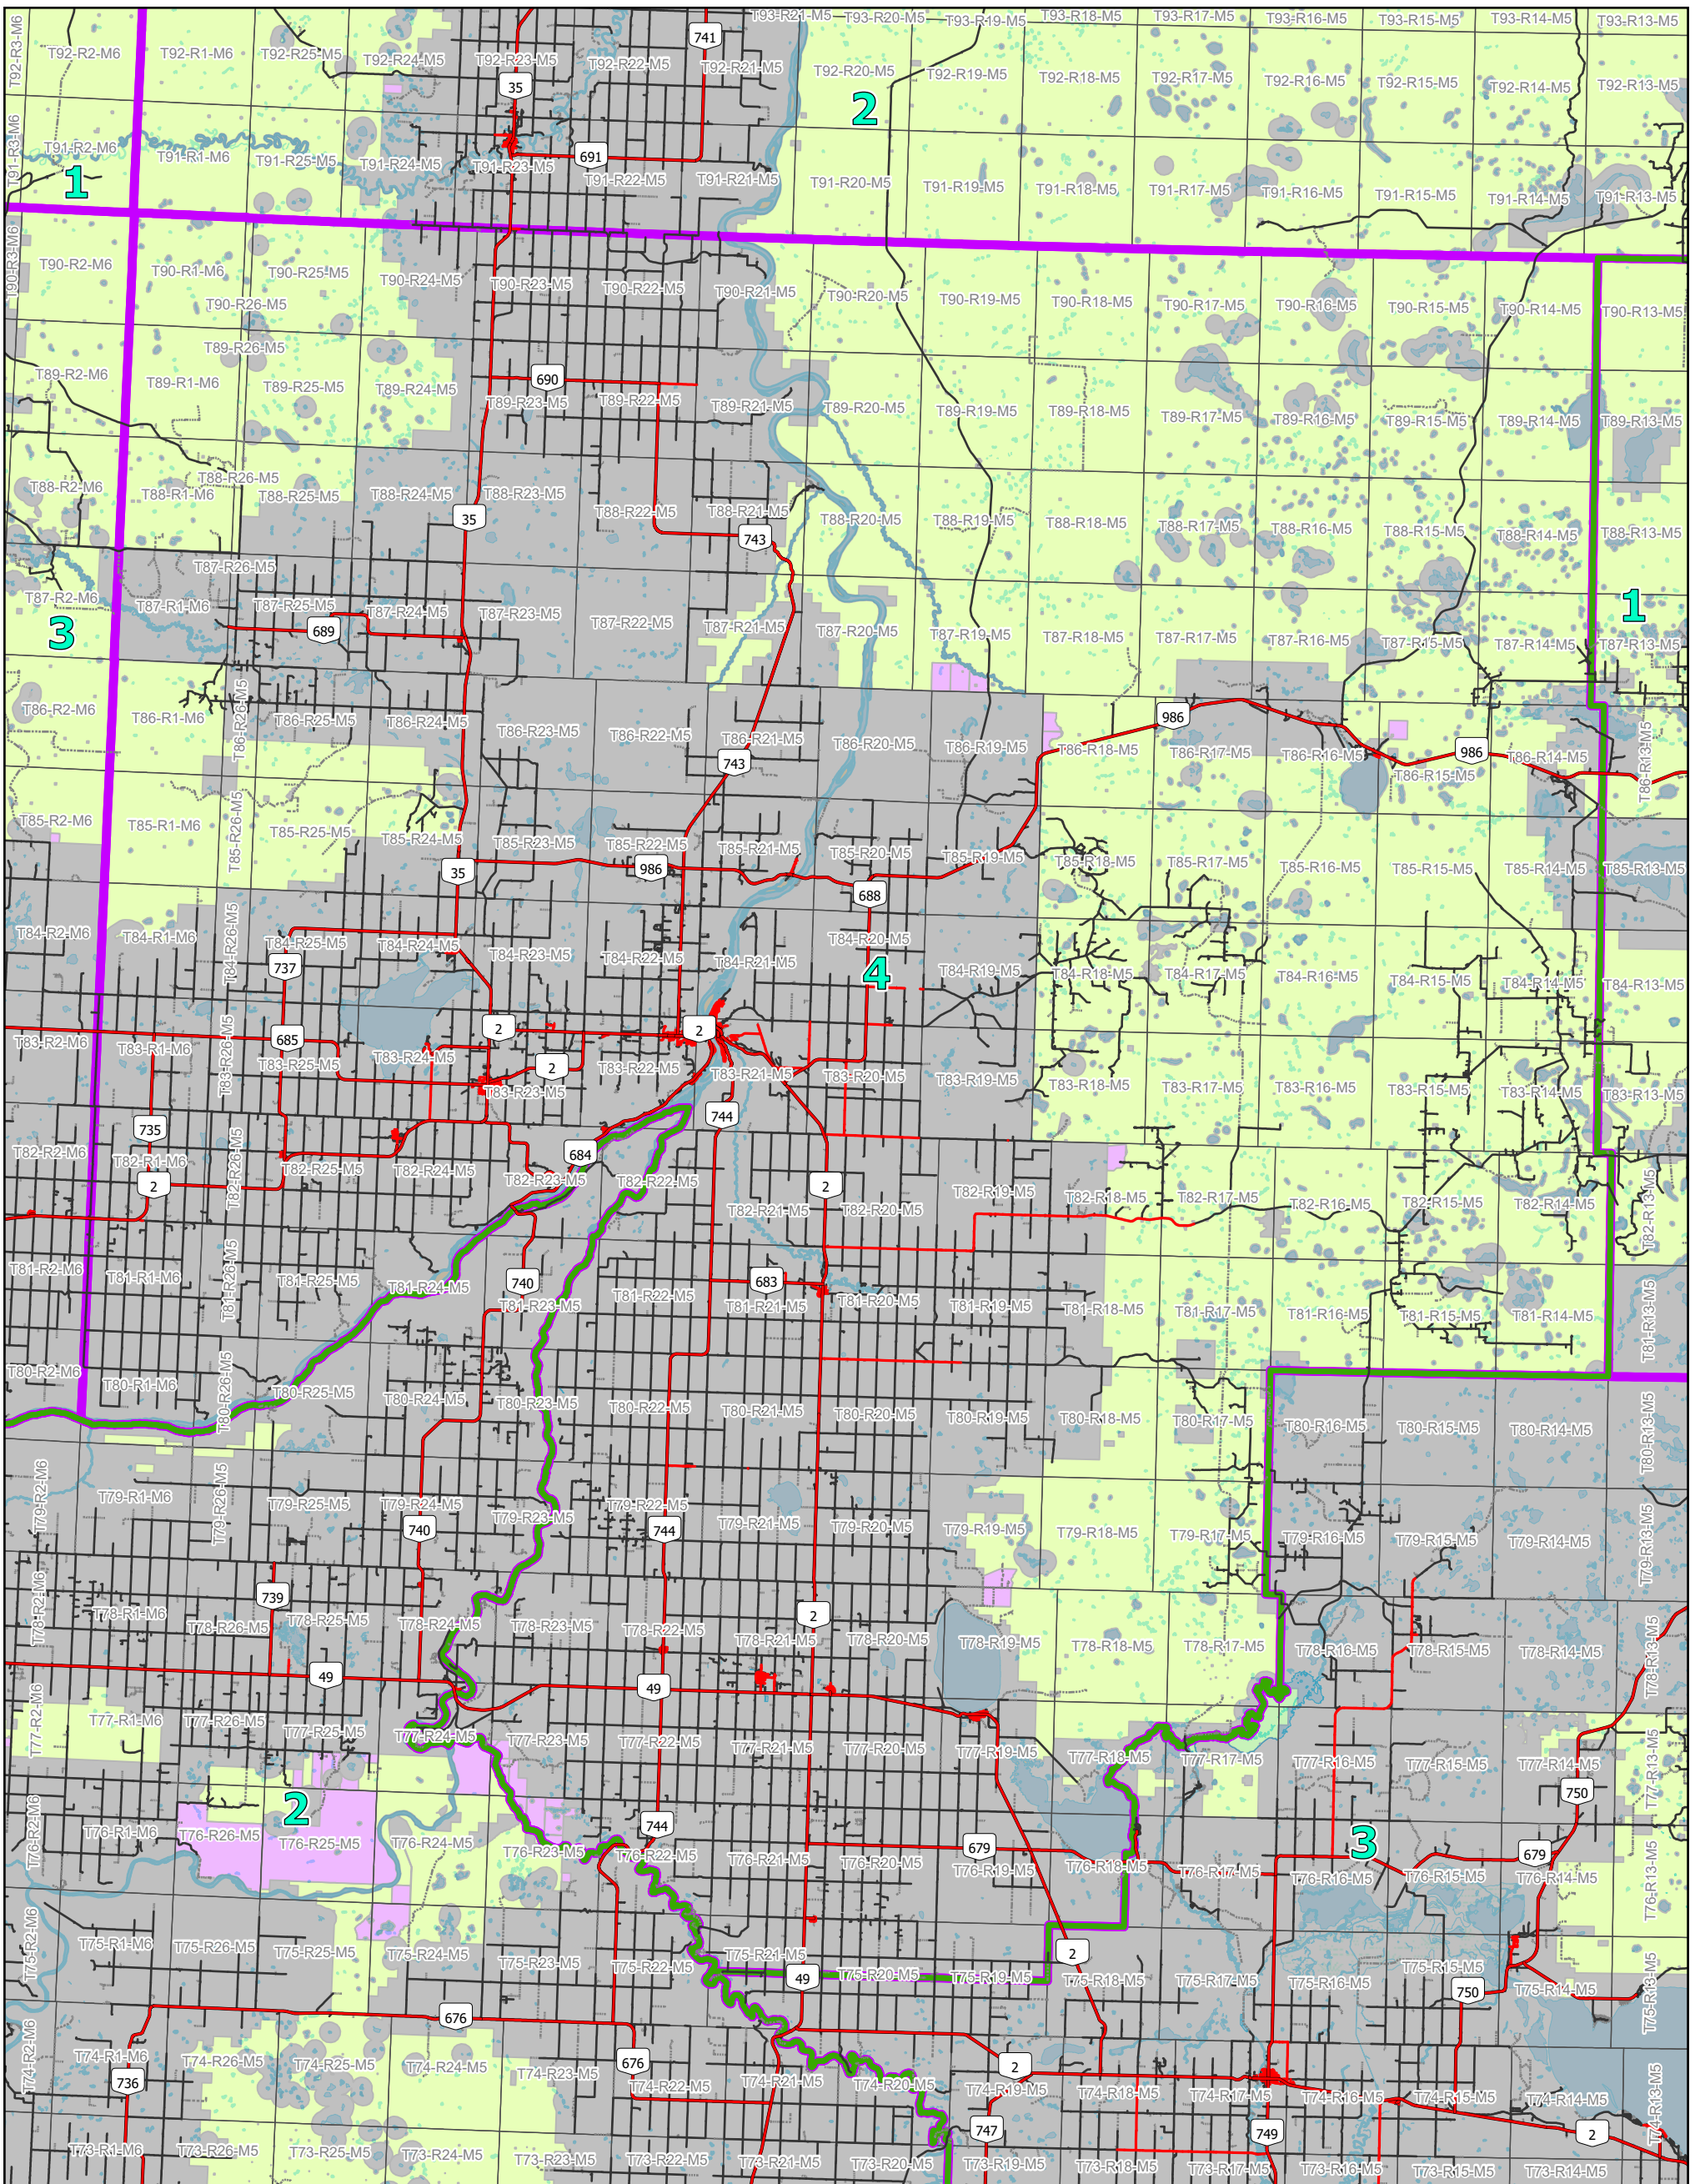 T93-R21-M5 T93-R20-M5 T93-R19-M5 T93-R18-M5 T93-R17-M5 T93-R16-M5 T93-R15-M5 T93-R14-M5 T93-R13-M5
T92-R3-M6 T92-R2-M6 T92-R1-M6 T92-R25-M5 T92-R24-M5 T92-R23-M5 T92-R22-M5 T92-R21-M5 T92-R20-M5 T92-R19-M5 T92-R18-M5 T92-R17-M5 T92-R16-M5 T92-R15-M5 T92-R14-M5 T92-R13-M5
741
35
2
T91-R3-M6 T91-R2-M6 T91-R1-M6 T91-R25-M5 T91-R24-M5 T91-R23-M5 T91-R22-M5 T91-R21-M5 T91-R20-M5 T91-R19-M5 T91-R18-M5 T91-R17-M5 T91-R16-M5 T91-R15-M5 T91-R14-M5 T91-R13-M5
691
1
T90-R3-M6 T90-R2-M6 T90-R1-M6 T90-R25-M5 T90-R24-M5 T90-R23-M5 T90-R22-M5 T90-R21-M5 T90-R20-M5 T90-R19-M5 T90-R18-M5 T90-R17-M5 T90-R16-M5 T90-R15-M5 T90-R14-M5 T90-R13-M5
T90-R26-M5
T89-R26-M5
690
T89-R2-M6 T89-R1-M6 T89-R25-M5 T89-R24-M5 T89-R23-M5 T89-R22-M5 T89-R21-M5 T89-R20-M5 T89-R19-M5 T89-R18-M5 T89-R17-M5 T89-R16-M5 T89-R15-M5 T89-R14-M5 T89-R13-M5
T88-R26-M5
T88-R2-M6 T88-R1-M6 T88-R25-M5 T88-R24-M5 T88-R23-M5 T88-R22-M5 T88-R21-M5 T88-R20-M5 T88-R19-M5 T88-R18-M5 T88-R17-M5 T88-R16-M5 T88-R15-M5 T88-R14-M5 T88-R13-M5
35
743
T87-R26-M5
T87-R2-M6 T87-R1-M6 T87-R25-M5 T87-R24-M5 T87-R23-M5 T87-R22-M5 T87-R21-M5 T87-R20-M5 T87-R19-M5 T87-R18-M5 T87-R17-M5 T87-R16-M5 T87-R15-M5 T87-R14-M5 T87-R13-M5
3
689
1
T86-R2-M6 T86-R1-M6 T86-R26-M5 T86-R25-M5 T86-R24-M5 T86-R23-M5 T86-R22-M5 T86-R21-M5 T86-R20-M5 T86-R19-M5 T86-R18-M5 T86-R17-M5 T86-R16-M5 T86-R15-M5 T86-R14-M5 T86-R13-M5
986
743
986
T85-R2-M6 T85-R1-M6 T85-R26-M5 T85-R25-M5 T85-R24-M5 T85-R23-M5 T85-R22-M5 T85-R21-M5 T85-R20-M5 T85-R19-M5 T85-R18-M5 T85-R17-M5 T85-R16-M5 T85-R15-M5 T85-R14-M5 T85-R13-M5
35
986
688
T84-R2-M6 T84-R1-M6 T84-R26-M5 T84-R25-M5 T84-R24-M5 T84-R23-M5 T84-R22-M5 T84-R21-M5 T84-R20-M5 T84-R19-M5 T84-R18-M5 T84-R17-M5 T84-R16-M5 T84-R15-M5 T84-R14-M5 T84-R13-M5
737
4
2
2
685
2
T83-R2-M6 T83-R1-M6 T83-R26-M5 T83-R25-M5 T83-R24-M5 T83-R23-M5 T83-R22-M5 T83-R21-M5 T83-R20-M5 T83-R19-M5 T83-R18-M5 T83-R17-M5 T83-R16-M5 T83-R15-M5 T83-R14-M5 T83-R13-M5
735
744
684
2
2
T82-R2-M6 T82-R1-M6 T82-R26-M5 T82-R25-M5 T82-R24-M5 T82-R23-M5 T82-R22-M5 T82-R21-M5 T82-R20-M5 T82-R19-M5 T82-R18-M5 T82-R17-M5 T82-R16-M5 T82-R15-M5 T82-R14-M5 T82-R13-M5
T81-R2-M6 T81-R1-M6 T81-R26-M5 T81-R25-M5 T81-R24-M5 T81-R23-M5 T81-R22-M5 T81-R21-M5 T81-R20-M5 T81-R19-M5 T81-R18-M5 T81-R17-M5 T81-R16-M5 T81-R15-M5 T81-R14-M5 T81-R13-M5
740
683
T80-R2-M6 T80-R1-M6 T80-R26-M5 T80-R25-M5 T80-R24-M5 T80-R23-M5 T80-R22-M5 T80-R21-M5 T80-R20-M5 T80-R19-M5 T80-R18-M5 T80-R17-M5 T80-R16-M5 T80-R15-M5 T80-R14-M5 T80-R13-M5
T79-R2-M6 T79-R1-M6 T79-R26-M5 T79-R25-M5 T79-R24-M5 T79-R23-M5 T79-R22-M5 T79-R21-M5 T79-R20-M5 T79-R19-M5 T79-R18-M5 T79-R17-M5 T79-R16-M5 T79-R15-M5 T79-R14-M5 T79-R13-M5
740
744
739
2
T78-R2-M6 T78-R1-M6 T78-R26-M5 T78-R25-M5 T78-R24-M5 T78-R23-M5 T78-R22-M5 T78-R21-M5 T78-R20-M5 T78-R19-M5 T78-R18-M5 T78-R17-M5 T78-R16-M5 T78-R15-M5 T78-R14-M5 T78-R13-M5
49
49
T77-R2-M6 T77-R1-M6 T77-R26-M5 T77-R25-M5 T77-R24-M5 T77-R23-M5 T77-R22-M5 T77-R21-M5 T77-R20-M5 T77-R19-M5 T77-R18-M5 T77-R17-M5 T77-R16-M5 T77-R15-M5 T77-R14-M5 T77-R13-M5
750
2
744
3
679
679
T76-R2-M6 T76-R1-M6 T76-R26-M5 T76-R25-M5 T76-R24-M5 T76-R23-M5 T76-R22-M5 T76-R21-M5 T76-R20-M5 T76-R19-M5 T76-R18-M5 T76-R17-M5 T76-R16-M5 T76-R15-M5 T76-R14-M5 T76-R13-M5
2
T75-R2-M6 T75-R1-M6 T75-R26-M5 T75-R25-M5 T75-R24-M5 T75-R23-M5 T75-R22-M5 T75-R21-M5 T75-R20-M5 T75-R19-M5 T75-R18-M5 T75-R17-M5 T75-R16-M5 T75-R15-M5 T75-R14-M5 T75-R13-M5
49
750
676
676
2
736
T74-R2-M6 T74-R1-M6 T74-R26-M5 T74-R25-M5 T74-R24-M5 T74-R23-M5 T74-R22-M5 T74-R21-M5 T74-R20-M5 T74-R19-M5 T74-R18-M5 T74-R17-M5 T74-R16-M5 T74-R15-M5 T74-R14-M5 T74-R13-M5
747
749
2
T73-R1-M6 T73-R26-M5 T73-R25-M5 T73-R24-M5 T73-R23-M5 T73-R22-M5 T73-R21-M5 T73-R20-M5 T73-R19-M5 T73-R18-M5 T73-R17-M5 T73-R16-M5 T73-R15-M5 T73-R14-M5